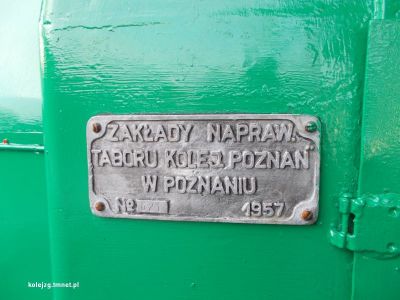 ZAKŁADY NAPRAW.
TABORU KOLEJ. POZNAŃ
W POZNANIU
№ 1957
kolejzg.tmnet.pl